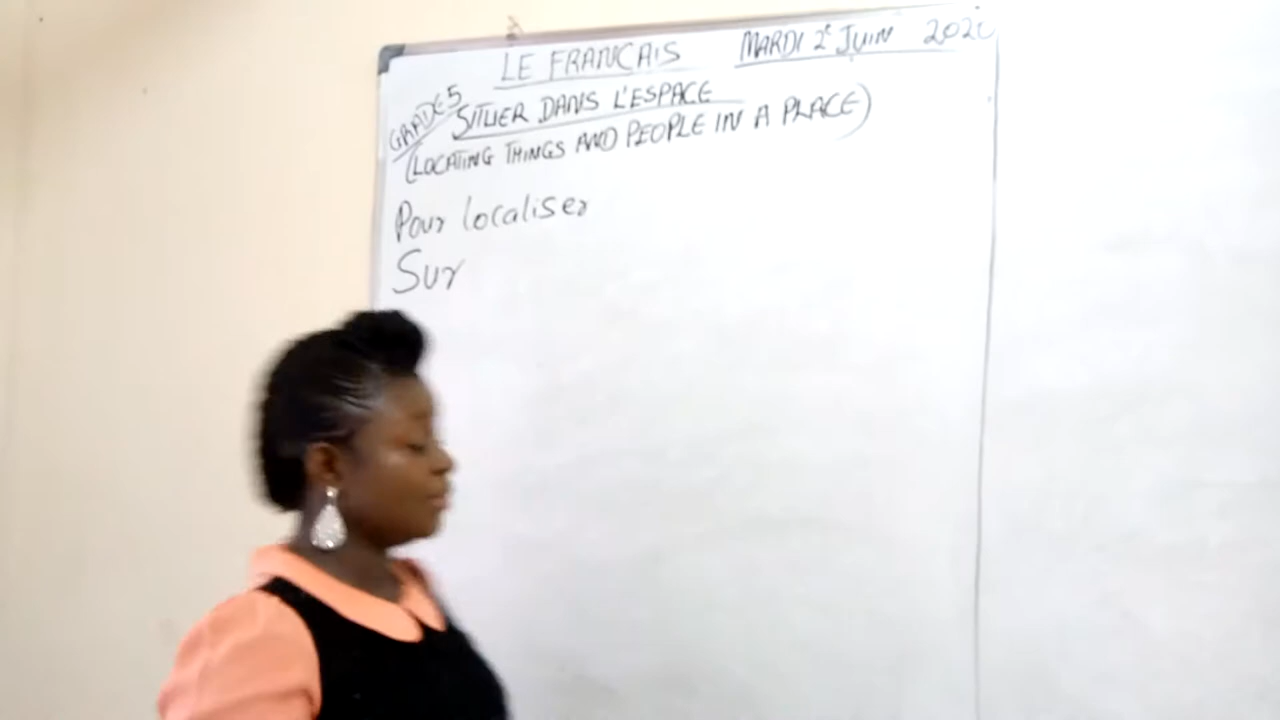 LE FRANCAIS MARDI 2e JUIN 2020
GRADE 5
SITUER DANS L'ESPACE
(LOCATING THINGS AND PEOPLE IN A PLACE)
Pour localiser
Sur